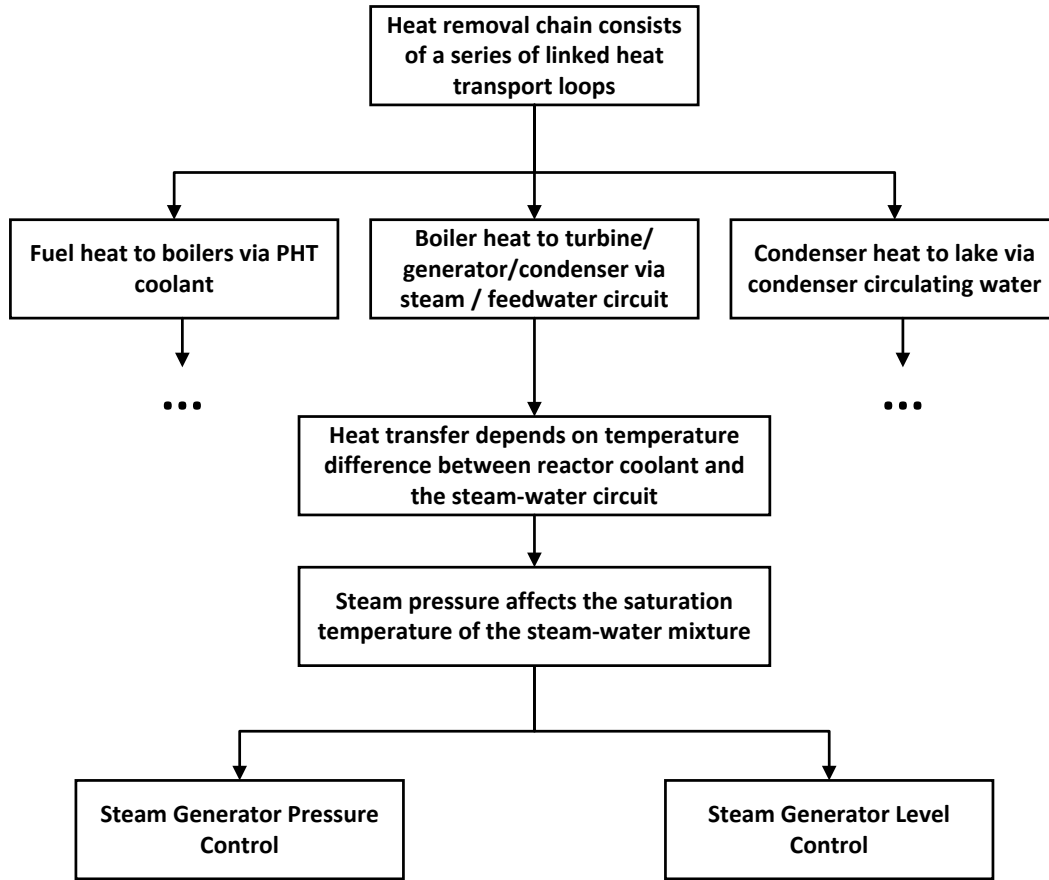 Heat removal chain consists
of a series of linked heat
transport loops
Fuel heat to boilers via PHT
coolant
Boiler heat to turbine/
generator/condenser via
steam / feedwater circuit
Condenser heat to lake via
condenser circulating water
...
...
Heat transfer depends on temperature
difference between reactor coolant and
the steam-water circuit
Steam pressure affects the saturation
temperature of the steam-water mixture
Steam Generator Pressure
Control
Steam Generator Level
Control